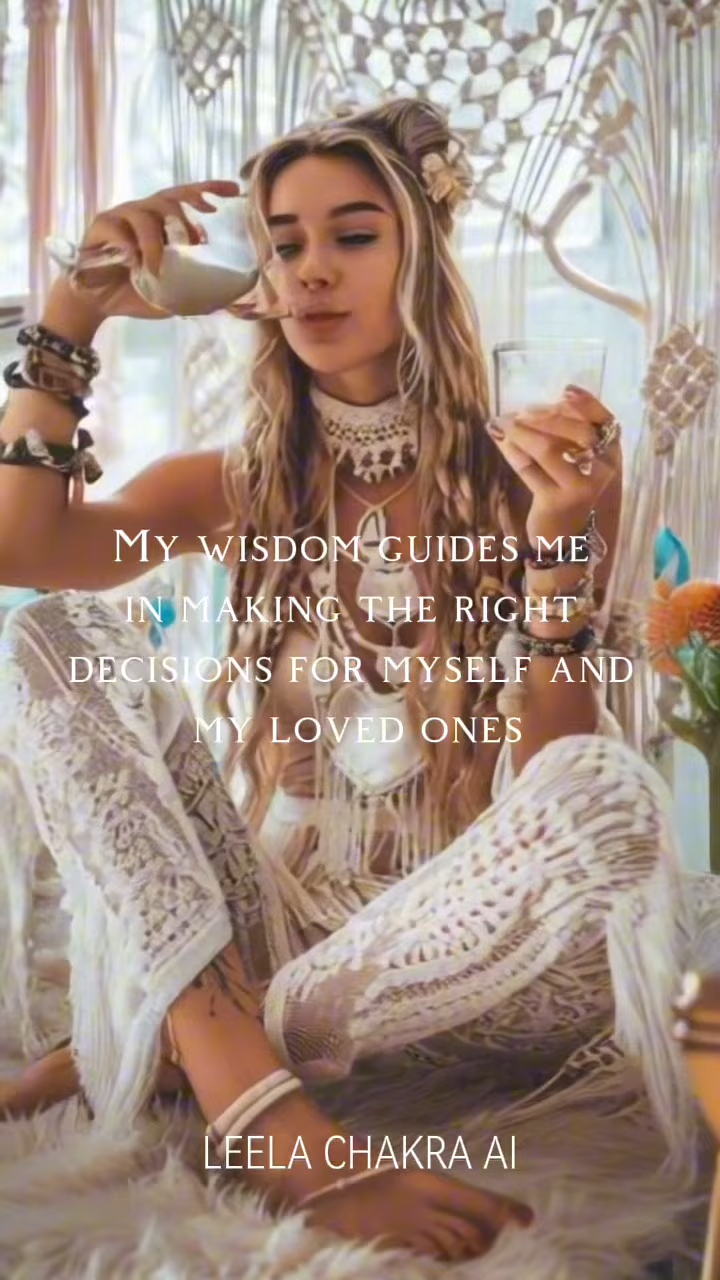 My wisdom guides me
in making the right
decisions for myself and
my loved ones
LEELA CHAKRA AI